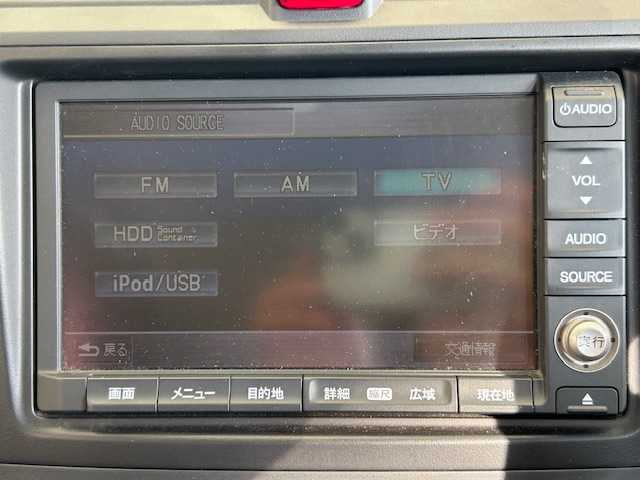 AUDIO SOURCE
FM
AM
TV
HDD Sound Container
ビデオ
iPod/USB
戻る
交通情報
AUDIO
VOL
AUDIO
SOURCE
実行
画面
メニュー
目的地
詳細
縮尺
広域
現在地